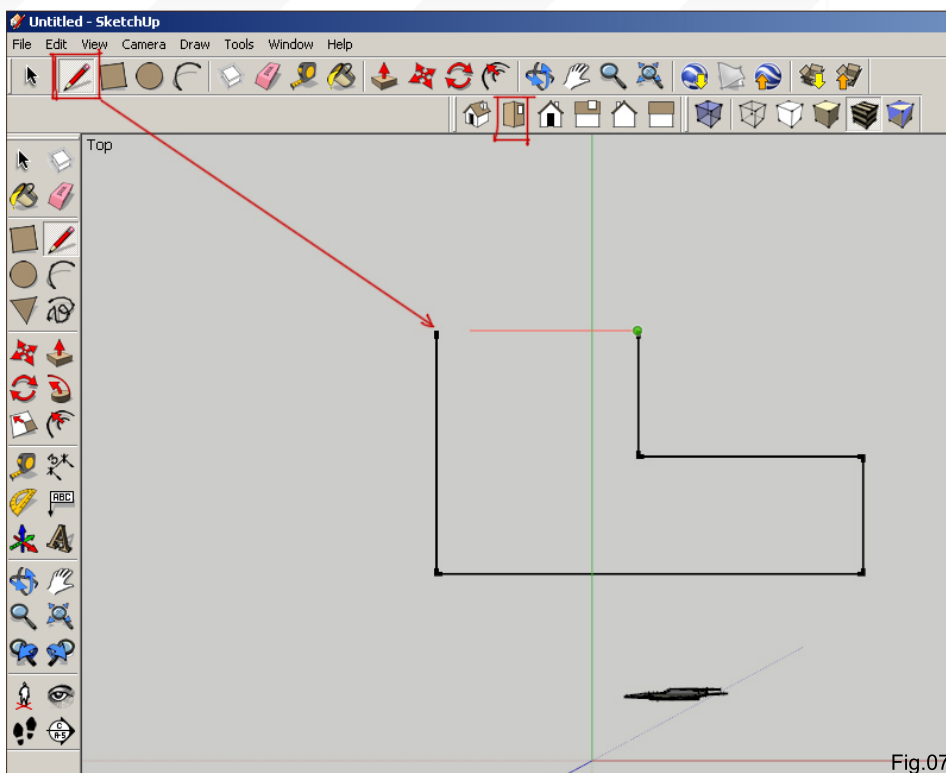 Untitled - SketchUp
File Edit View Camera Draw Tools Window Help
Top
ABC
Fig.07